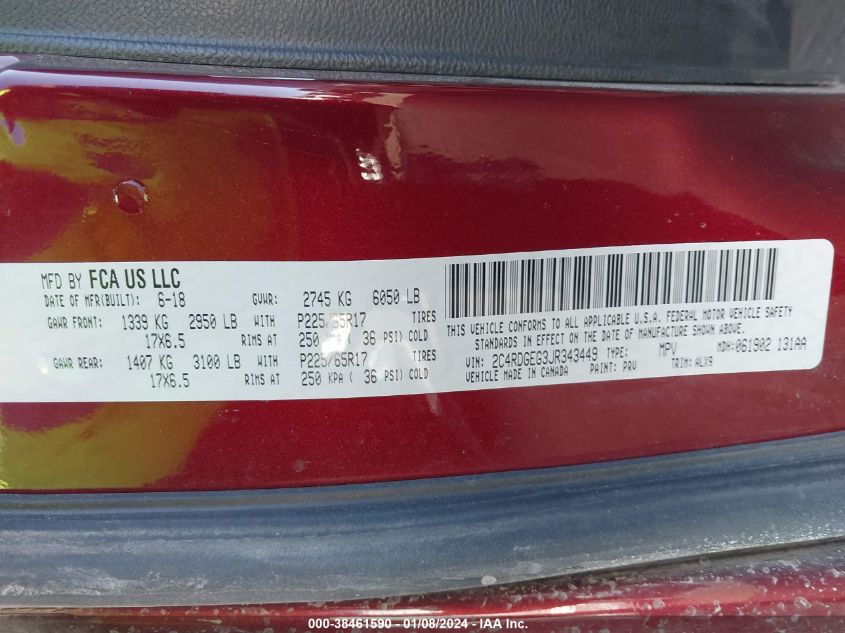 MFD BY FCA US LLC
DATE OF MFR(BUILT): 6-18 GVWR: 2745 KG 6050 LB
GAWR FRONT: 1339 KG 2950 LB WITH P225/65R17 TIRES
17X6.5 RIMS AT 250 KPA ( 36 PSI) COLD
GAWR REAR: 1407 KG 3100 LB WITH P225/65R17 TIRES
17X6.5 RIMS AT 250 KPA ( 36 PSI) COLD
THIS VEHICLE CONFORMS TO ALL APPLICABLE U.S.A. FEDERAL MOTOR VEHICLE SAFETY
STANDARDS IN EFFECT ON THE DATE OF MANUFACTURE SHOWN ABOVE.
VIN: 2C4RDGEG3JR343449 TYPE: MPV MDH: 061902 131AA
VEHICLE MADE IN CANADA PAINT: PRV TRIM: ALX9
000-38461590 - 01/08/2024 - IAA